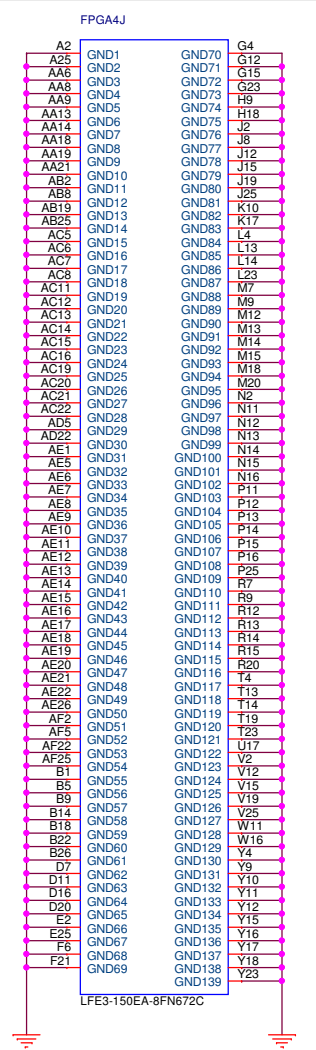 FPGA4J
A2 GND1 GND70 G4
A25 GND2 GND71 G12
AA6 GND3 GND72 G15
AA8 GND4 GND73 G23
AA9 GND5 GND74 H9
AA13 GND6 GND75 H18
AA14 GND7 GND76 J2
AA18 GND8 GND77 J8
AA19 GND9 GND78 J12
AA21 GND10 GND79 J15
AB2 GND11 GND80 J19
AB8 GND12 GND81 J25
AB19 GND13 GND82 K10
AB25 GND14 GND83 K17
AC5 GND15 GND84 L4
AC6 GND16 GND85 L13
AC7 GND17 GND86 L14
AC8 GND18 GND87 L23
AC11 GND19 GND88 M7
AC12 GND20 GND89 M9
AC13 GND21 GND90 M12
AC14 GND22 GND91 M13
AC15 GND23 GND92 M14
AC16 GND24 GND93 M15
AC19 GND25 GND94 M18
AC20 GND26 GND95 M20
AC21 GND27 GND96 N2
AC22 GND28 GND97 N11
AD5 GND29 GND98 N12
AD22 GND30 GND99 N13
AE1 GND31 GND100 N14
AE5 GND32 GND101 N15
AE6 GND33 GND102 N16
AE7 GND34 GND103 P11
AE8 GND35 GND104 P12
AE9 GND36 GND105 P13
AE10 GND37 GND106 P14
AE11 GND38 GND107 P15
AE12 GND39 GND108 P16
AE13 GND40 GND109 P25
AE14 GND41 GND110 R7
AE15 GND42 GND111 R9
AE16 GND43 GND112 R12
AE17 GND44 GND113 R13
AE18 GND45 GND114 R14
AE19 GND46 GND115 R15
AE20 GND47 GND116 R20
AE21 GND48 GND117 T4
AE22 GND49 GND118 T13
AE26 GND50 GND119 T14
AF2 GND51 GND120 T19
AF5 GND52 GND121 T23
AF22 GND53 GND122 U17
AF25 GND54 GND123 V2
B1 GND55 GND124 V12
B5 GND56 GND125 V15
B9 GND57 GND126 V19
B14 GND58 GND127 V25
B18 GND59 GND128 W11
B22 GND60 GND129 W16
B26 GND61 GND130 Y4
D7 GND62 GND131 Y9
D11 GND63 GND132 Y10
D16 GND64 GND133 Y11
D20 GND65 GND134 Y12
E2 GND66 GND135 Y15
E25 GND67 GND136 Y16
F6 GND68 GND137 Y17
F21 GND69 GND138 Y18
GND139 Y23
LFE3-150EA-8FN672C